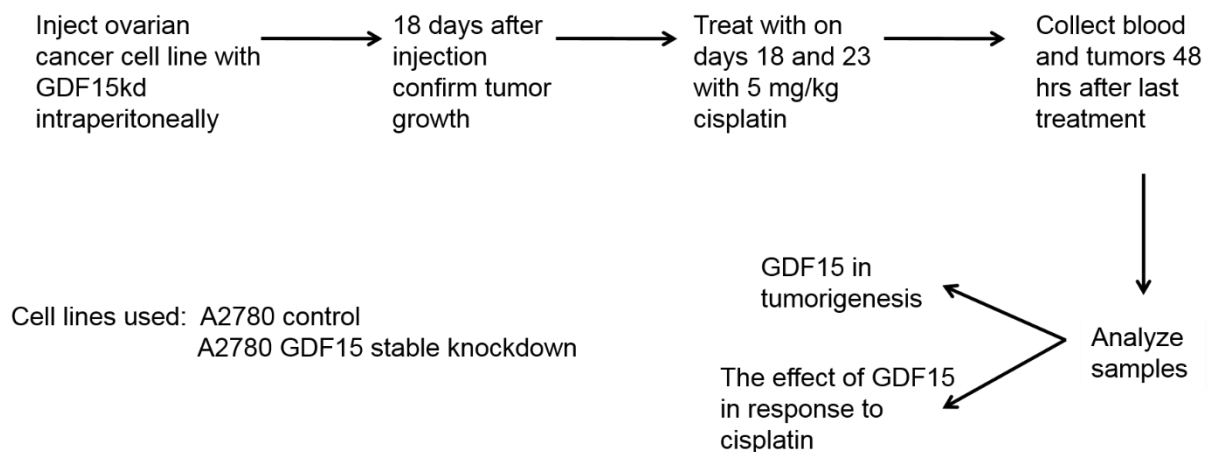 Inject ovarian
cancer cell line with
GDF15kd
intraperitoneally
18 days after
injection
confirm tumor
growth
Treat with on
days 18 and 23
with 5 mg/kg
cisplatin
Collect blood
and tumors 48
hrs after last
treatment
GDF15 in
tumorigenesis
Cell lines used: A2780 control
A2780 GDF15 stable knockdown
Analyze
samples
The effect of GDF15
in response to
cisplatin